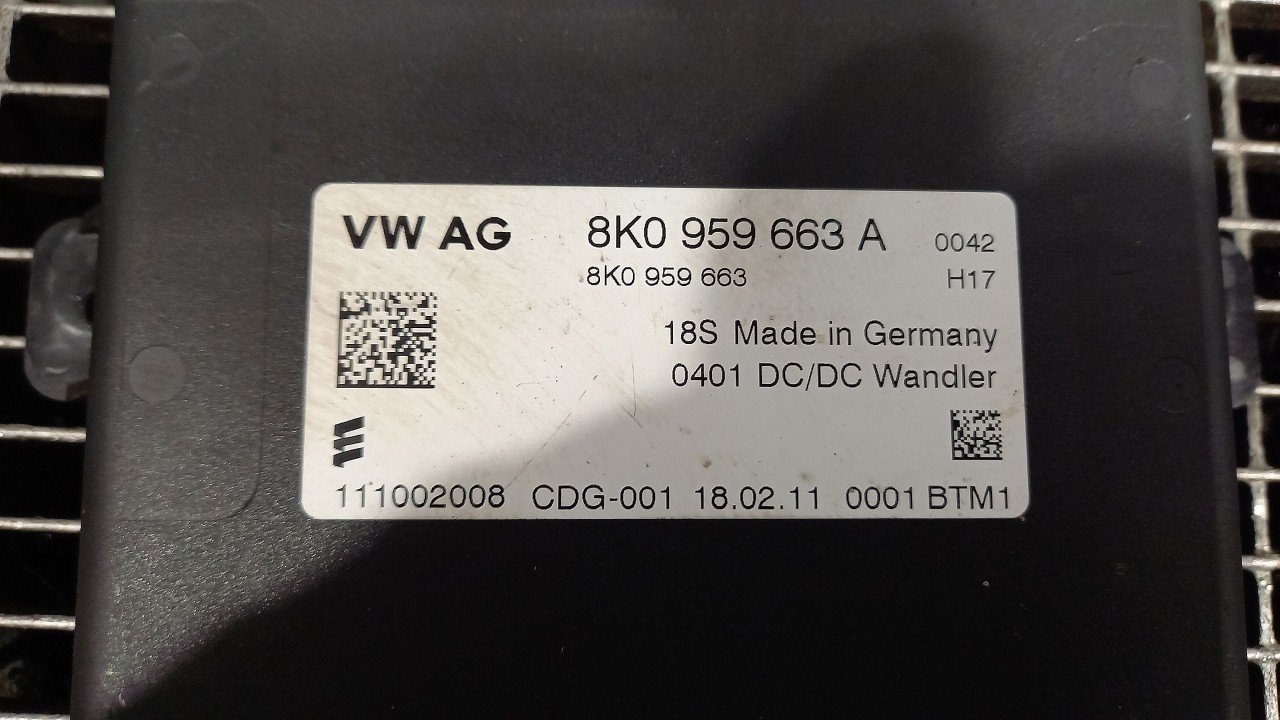 VW AG 8K0 959 663 A 0042
8K0 959 663 H17
18S Made in Germany
0401 DC/DC Wandler
111002008 CDG-001 18.02.11 0001 BTM1